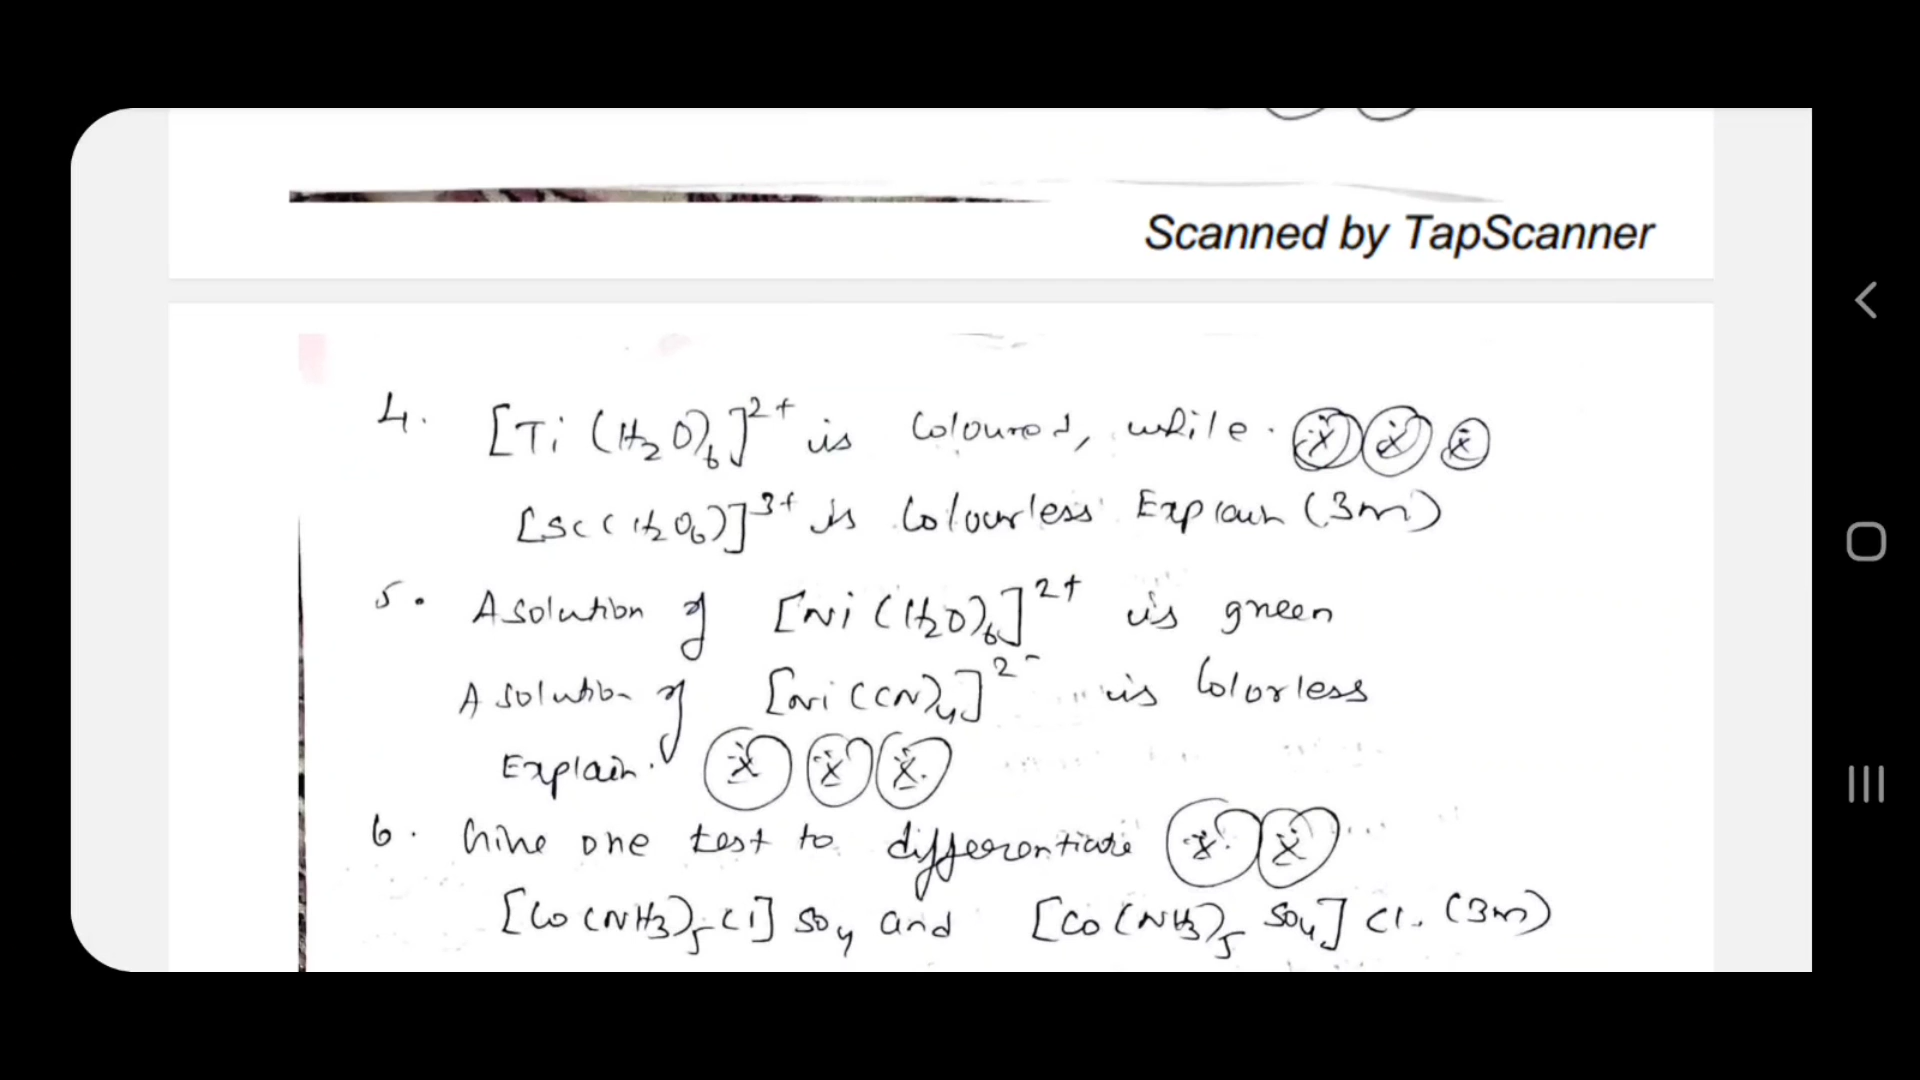 Scanned by TapScanner
4. [Ti(H2O)6]2+ is coloured, while.
[Sc(H2O6)]3+ is Colourless Explain (3m)
5. A solution of [Ni(H2O)6]2+ is green
A solution of [Ni(CN)4]2- is Colorless
Explain.
6. Give one test to differentiate
[Co(NH3)5Cl] SO4 and [Co(NH3)5 SO4] Cl. (3m)